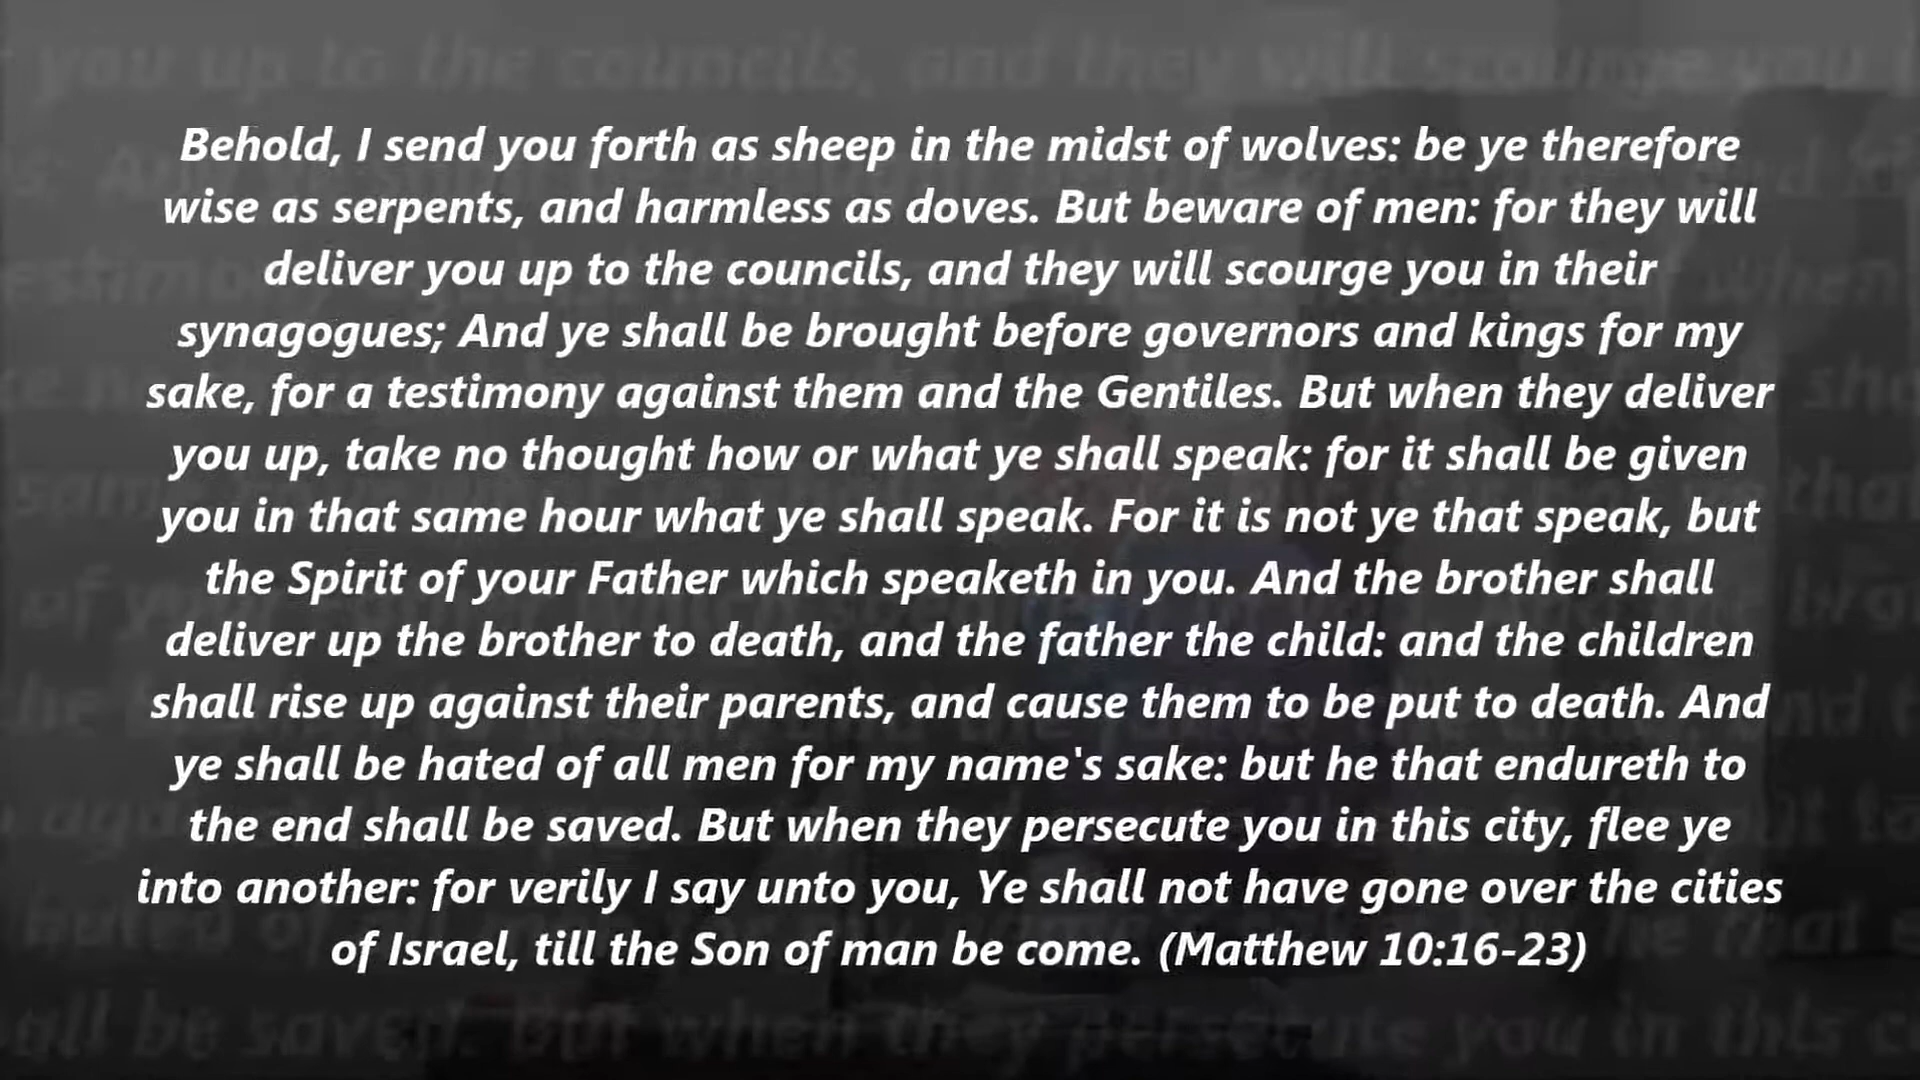 Behold, I send you forth as sheep in the midst of wolves: be ye therefore
wise as serpents, and harmless as doves. But beware of men: for they will
deliver you up to the councils, and they will scourge you in their
synagogues; And ye shall be brought before governors and kings for my
sake, for a testimony against them and the Gentiles. But when they deliver
you up, take no thought how or what ye shall speak: for it shall be given
you in that same hour what ye shall speak. For it is not ye that speak, but
the Spirit of your Father which speaketh in you. And the brother shall
deliver up the brother to death, and the father the child: and the children
shall rise up against their parents, and cause them to be put to death. And
ye shall be hated of all men for my name's sake: but he that endureth to
the end shall be saved. But when they persecute you in this city, flee ye
into another: for verily I say unto you, Ye shall not have gone over the cities
of Israel, till the Son of man be come. (Matthew 10:16-23)